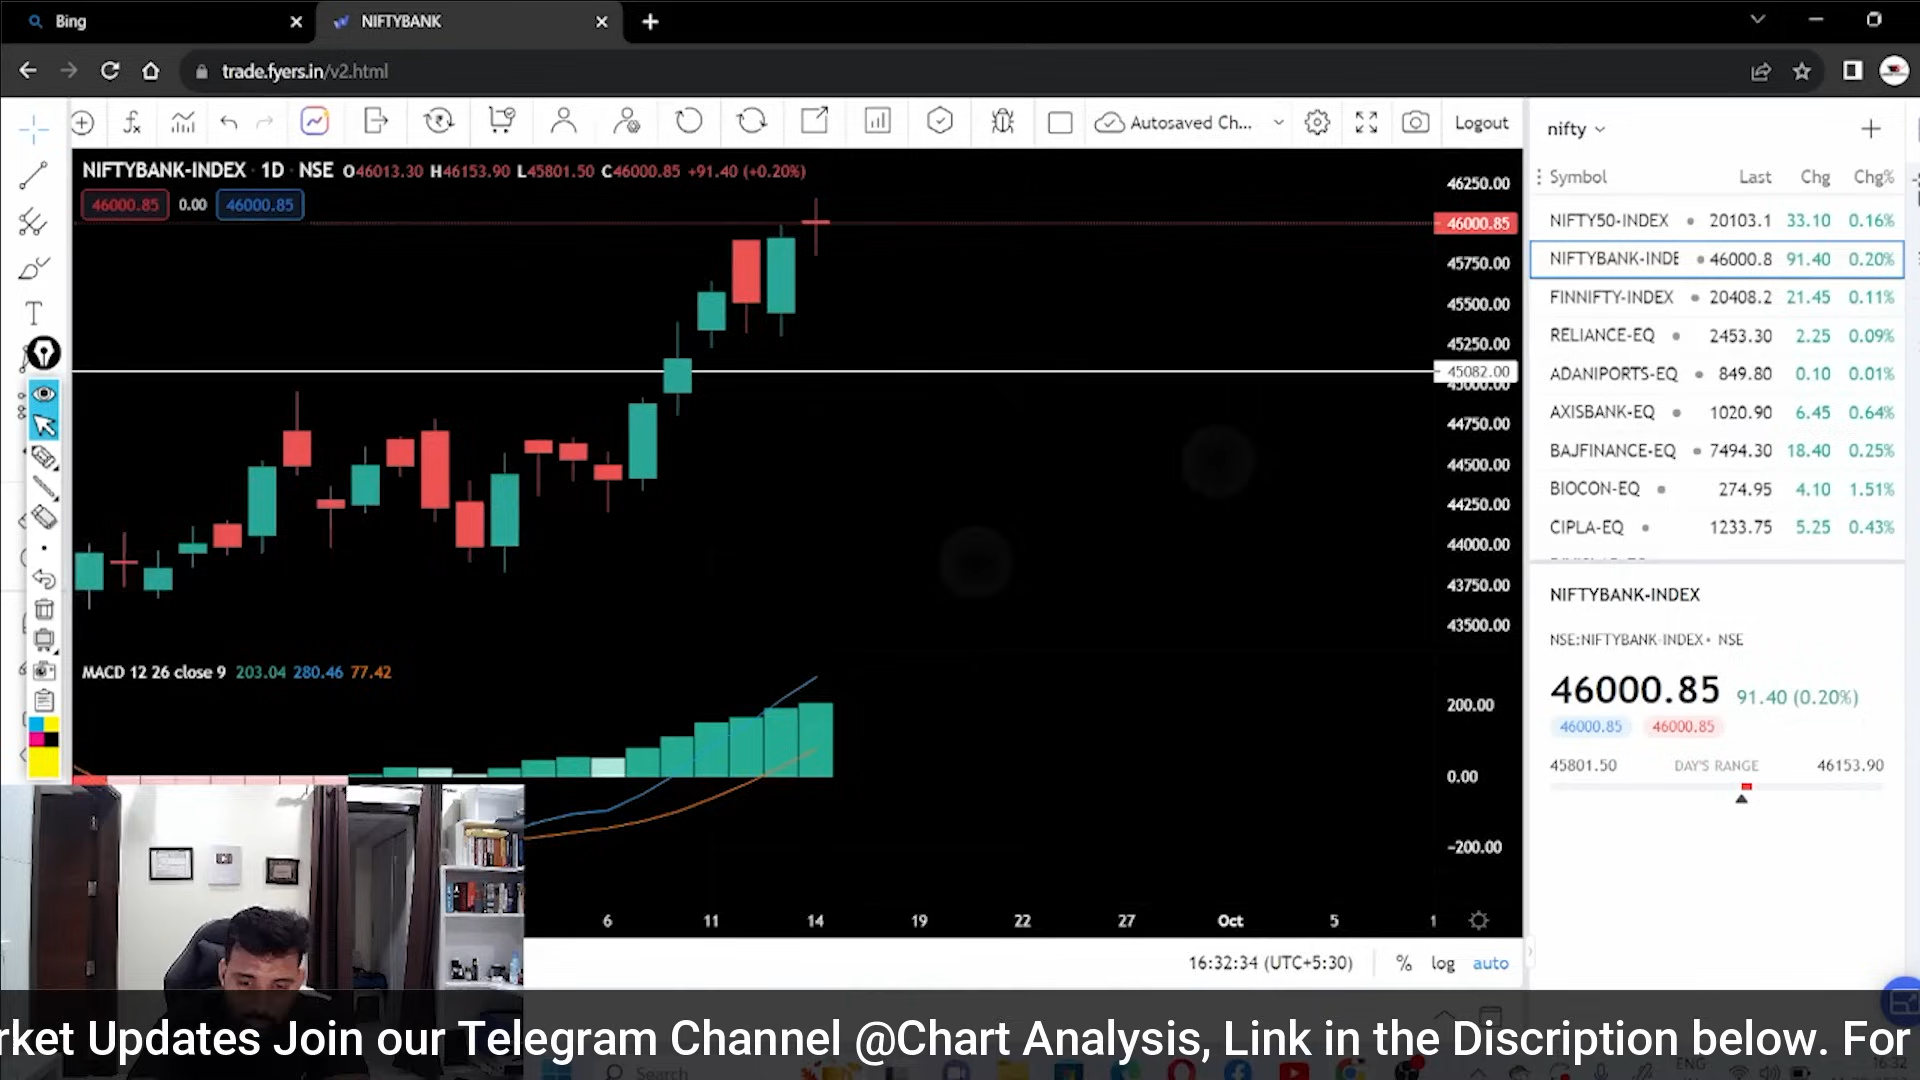 Bing
NIFTYBANK
trade.fyers.in/v2.html
Autosaved Ch...
Logout
nifty
NIFTYBANK-INDEX · 1D · NSE O46013.30 H46153.90 L45801.50 C46000.85 +91.40 (+0.20%)
46000.85 0.00 46000.85
46250.00
46000.85
45750.00
45500.00
45250.00
45082.00
45000.00
44750.00
44500.00
44250.00
44000.00
43750.00
43500.00
MACD 12 26 close 9 203.04 280.46 77.42
200.00
0.00
-200.00
6 11 14 19 22 27 Oct 5 1
16:32:34 (UTC+5:30) % log auto
Symbol Last Chg Chg%
NIFTY50-INDEX 20103.1 33.10 0.16%
NIFTYBANK-INDE 46000.8 91.40 0.20%
FINNIFTY-INDEX 20408.2 21.45 0.11%
RELIANCE-EQ 2453.30 2.25 0.09%
ADANIPORTS-EQ 849.80 0.10 0.01%
AXISBANK-EQ 1020.90 6.45 0.64%
BAJFINANCE-EQ 7494.30 18.40 0.25%
BIOCON-EQ 274.95 4.10 1.51%
CIPLA-EQ 1233.75 5.25 0.43%
NIFTYBANK-INDEX
NSE:NIFTYBANK-INDEX • NSE
46000.85 91.40 (0.20%)
46000.85 46000.85
45801.50 DAY'S RANGE 46153.90
rket Updates Join our Telegram Channel @Chart Analysis, Link in the Discription below. For
Search
ENG
16:32